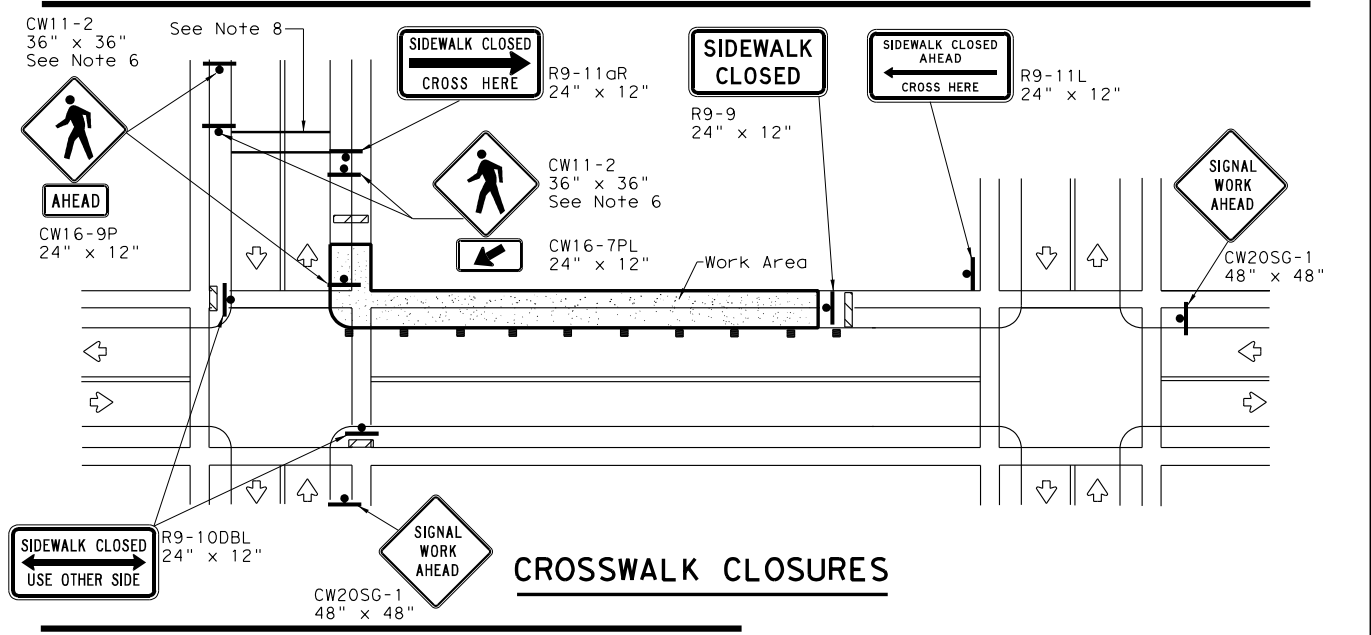 CW11-2
36" x 36"
See Note 6
See Note 8
SIDEWALK CLOSED
CROSS HERE
R9-11aR
24" x 12"
SIDEWALK
CLOSED
R9-9
24" x 12"
SIDEWALK CLOSED
AHEAD
CROSS HERE
R9-11L
24" x 12"
AHEAD
CW16-9P
24" x 12"
CW11-2
36" x 36"
See Note 6
CW16-7PL
24" x 12"
SIGNAL
WORK
AHEAD
CW20SG-1
48" x 48"
Work Area
SIDEWALK CLOSED
USE OTHER SIDE
R9-10DBL
24" x 12"
SIGNAL
WORK
AHEAD
CW20SG-1
48" x 48"
CROSSWALK CLOSURES